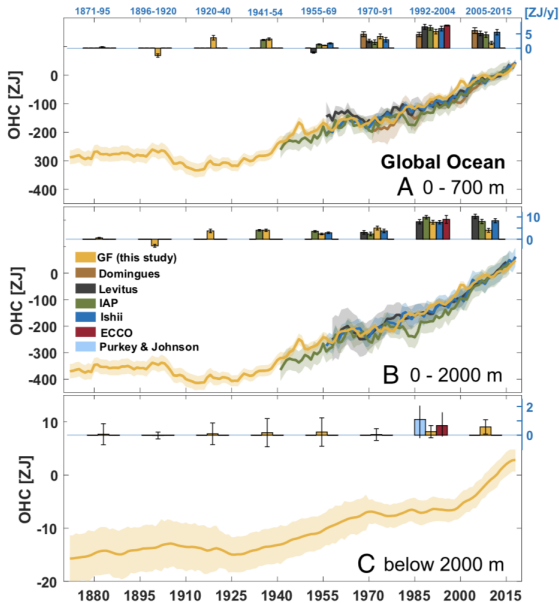 1871-95 1896-1920 1920-40 1941-54 1955-69 1970-91 1992-2004 2005-2015 [ZJ/y]
5
0
OHC [ZJ]
0
-100
-200
300
-400
Global Ocean
A 0 - 700 m
10
0
OHC [ZJ]
0
-100
-200
-300
-400
GF (this study)
Domingues
Levitus
IAP
Ishii
ECCO
Purkey & Johnson
B 0 - 2000 m
2
1
0
OHC [ZJ]
10
0
-10
-20
C below 2000 m
1880 1895 1910 1925 1940 1955 1970 1985 2000 2015